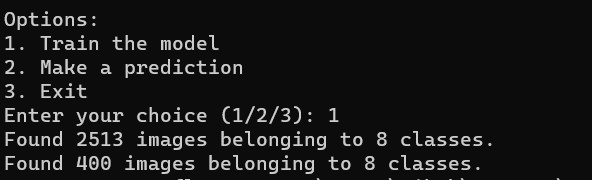 Options:
1. Train the model
2. Make a prediction
3. Exit
Enter your choice (1/2/3): 1
Found 2513 images belonging to 8 classes.
Found 400 images belonging to 8 classes.